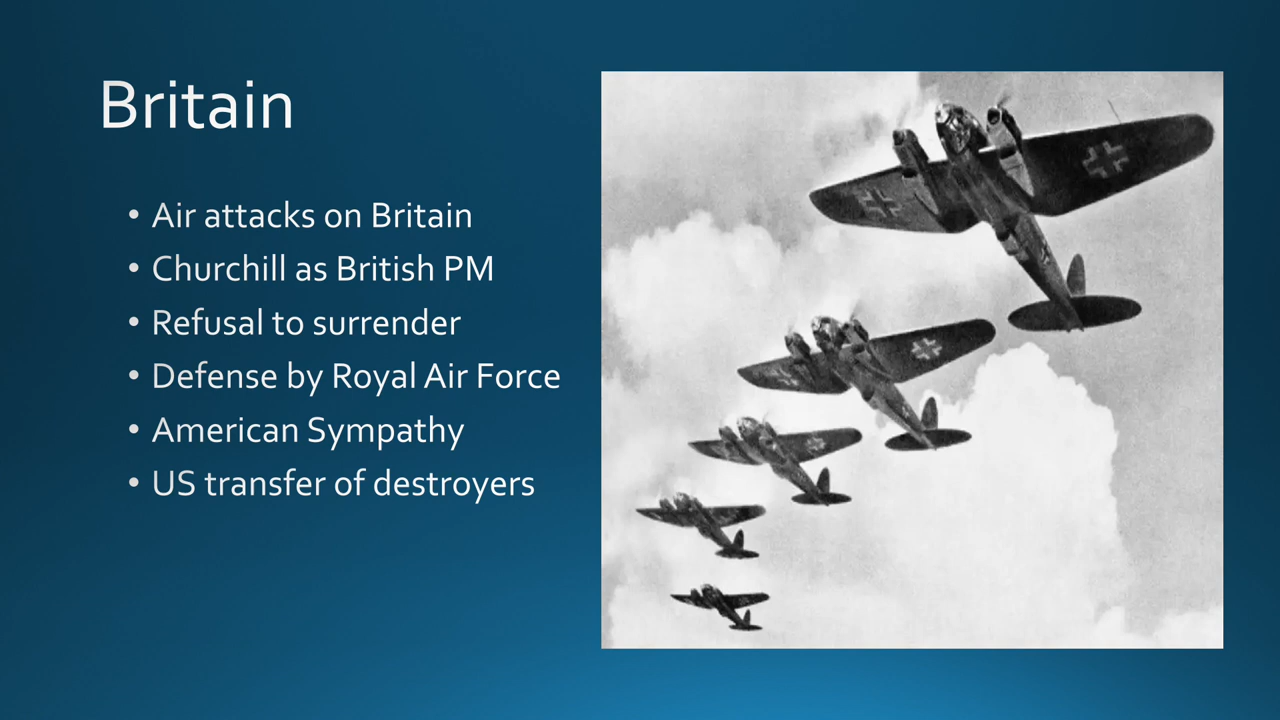 Britain
• Air attacks on Britain
• Churchill as British PM
• Refusal to surrender
• Defense by Royal Air Force
• American Sympathy
• US transfer of destroyers